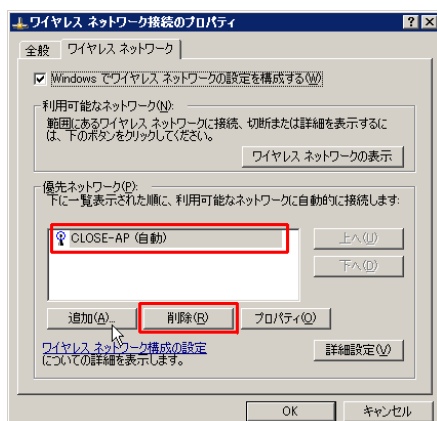 ワイヤレス ネットワーク接続のプロパティ
全般 ワイヤレス ネットワーク
Windows でワイヤレス ネットワークの設定を構成する(W)
利用可能なネットワーク(N):
範囲にあるワイヤレス ネットワークに接続、切断または詳細を表示するに
は、下のボタンをクリックしてください。
ワイヤレス ネットワークの表示
優先ネットワーク(P):
下に一覧表示された順に、利用可能なネットワークに自動的に接続します:
CLOSE-AP (自動)
上へ(U)
下へ(D)
追加(A)... 削除(R) プロパティ(O)
ワイヤレス ネットワーク構成の設定
についての詳細を表示します。
詳細設定(V)
OK キャンセル